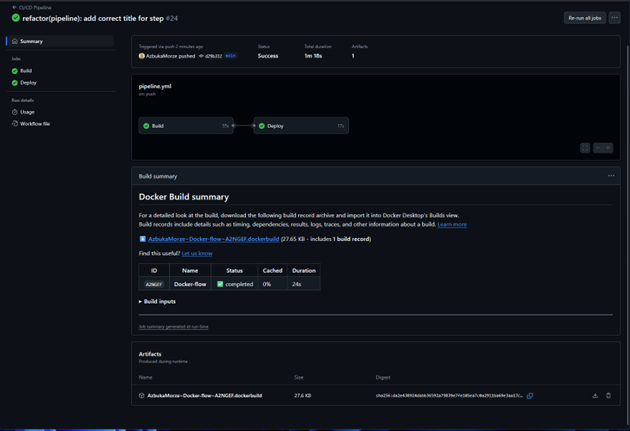 CI/CD Pipeline
refactor(pipeline): add correct title for step #24
Re-run all jobs
Summary
Jobs
Build
Deploy
Run details
Usage
Workflow file
Triggered via push 2 minutes ago
AzbukaMorze pushed
main
Status
Success
Total duration
1m 18s
Artifacts
1
pipeline.yml
on: push
Build
Deploy
17s
Build summary
Docker Build summary
For a detailed look at the build, download the following build record archive and import it into Docker Desktop's Builds view.
Build records include details such as timing, dependencies, results, logs, traces, and other information about a build. Learn more
AzbukaMorze~Docker-flow~A2NGEF.dockerbuild (27.65 KB - includes 1 build record)
Find this useful? Let us know
ID Name Status Cached Duration
A2NGEF Docker-flow completed 0% 24s
Build inputs
Job summary generated at run-time
Artifacts
Produced during runtime
Name Size Digest
AzbukaMorze~Docker-flow~A2NGEF.dockerbuild 27.6 KB